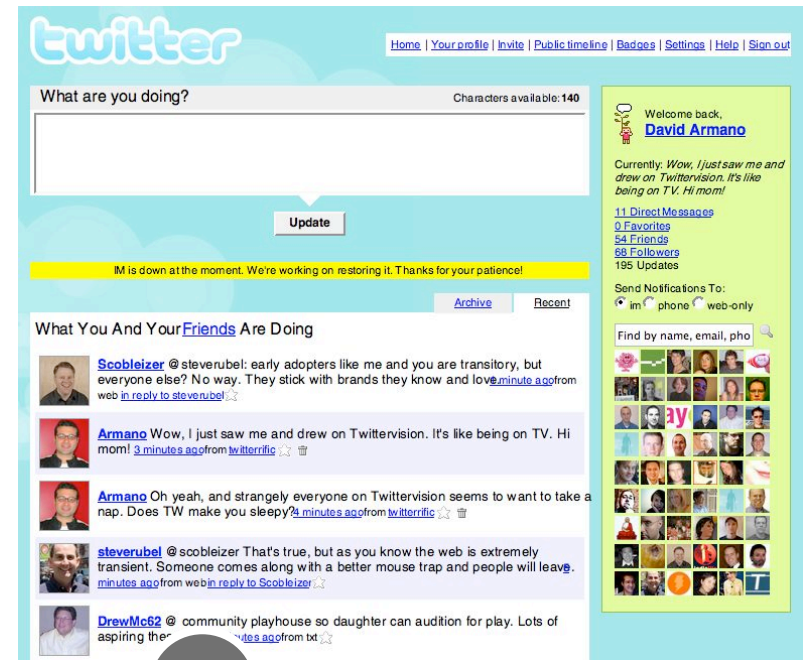 twitter
Home | Your profile | Invite | Public timeline | Badges | Settings | Help | Sign out
What are you doing?
Characters available: 140
Update
IM is down at the moment. We're working on restoring it. Thanks for your patience!
Archive
Recent
What You And Your Friends Are Doing
Scobleizer @steverubel: early adopters like me and you are transitory, but
everyone else? No way. They stick with brands they know and love. minute ago from
web in reply to steverubel
Armano Wow, I just saw me and drew on Twittervision. It's like being on TV. Hi
mom! 3 minutes ago from twitterrific
Armano Oh yeah, and strangely everyone on Twittervision seems to want to take a
nap. Does TW make you sleepy? 4 minutes ago from twitterrific
steverubel @scobleizer That's true, but as you know the web is extremely
transient. Someone comes along with a better mouse trap and people will leave.
minutes ago from web in reply to Scobleizer
DrewMc62 @ community playhouse so daughter can audition for play. Lots of
aspiring ago from txt
Welcome back,
David Armano
Currently: Wow, I just saw me and
drew on Twittervision. It's like
being on TV. Hi mom!
11 Direct Messages
0 Favorites
54 Friends
68 Followers
195 Updates
Send Notifications To:
im phone web-only
Find by name, email, pho
ay